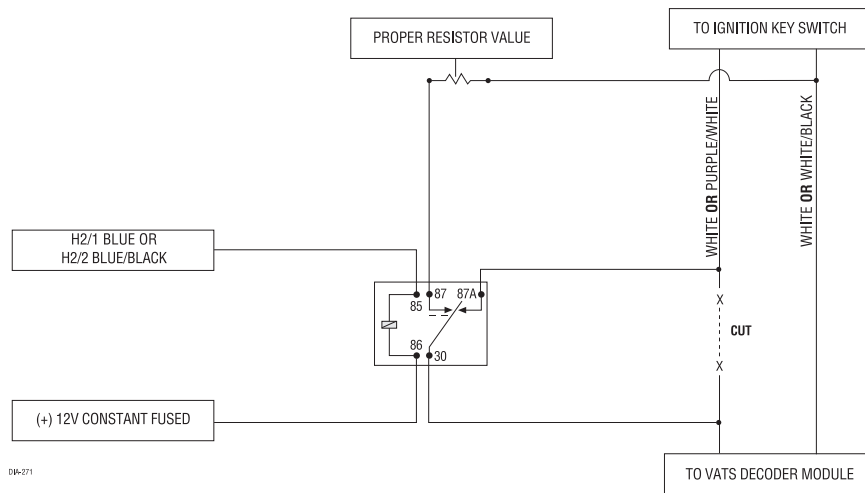 PROPER RESISTOR VALUE
TO IGNITION KEY SWITCH
WHITE OR PURPLE/WHITE
WHITE OR WHITE/BLACK
H2/1 BLUE OR
H2/2 BLUE/BLACK
87
87A
85
X
CUT
86
30
X
(+) 12V CONSTANT FUSED
DIA-271
TO VATS DECODER MODULE